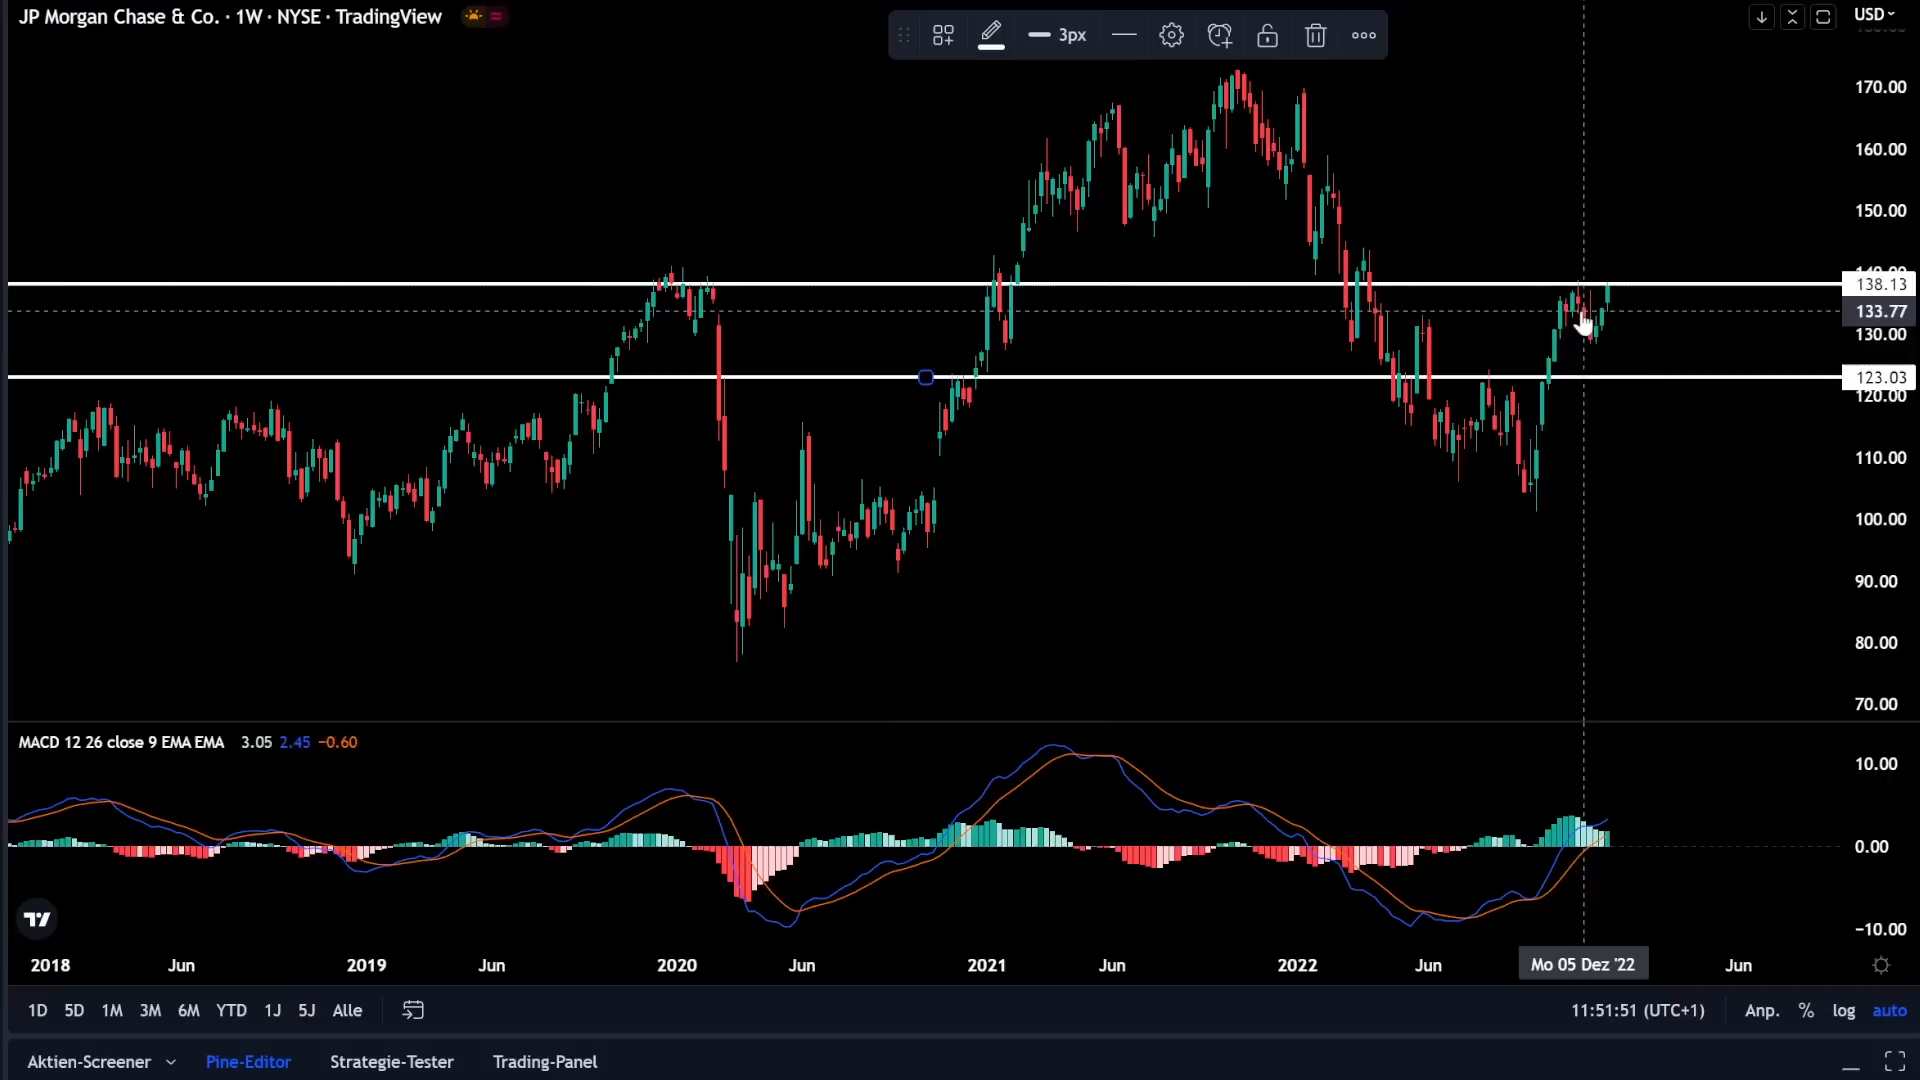 JP Morgan Chase & Co. · 1W · NYSE · TradingView
3px
USD
170.00
160.00
150.00
140.00
138.13
133.77
130.00
123.03
120.00
110.00
100.00
90.00
80.00
70.00
MACD 12 26 close 9 EMA EMA 3.05 2.45 −0.60
10.00
0.00
−10.00
2018 Jun 2019 Jun 2020 Jun 2021 Jun 2022 Jun Mo 05 Dez '22 Jun
1D 5D 1M 3M 6M YTD 1J 5J Alle 11:51:51 (UTC+1) Anp. % log auto
Aktien-Screener Pine-Editor Strategie-Tester Trading-Panel